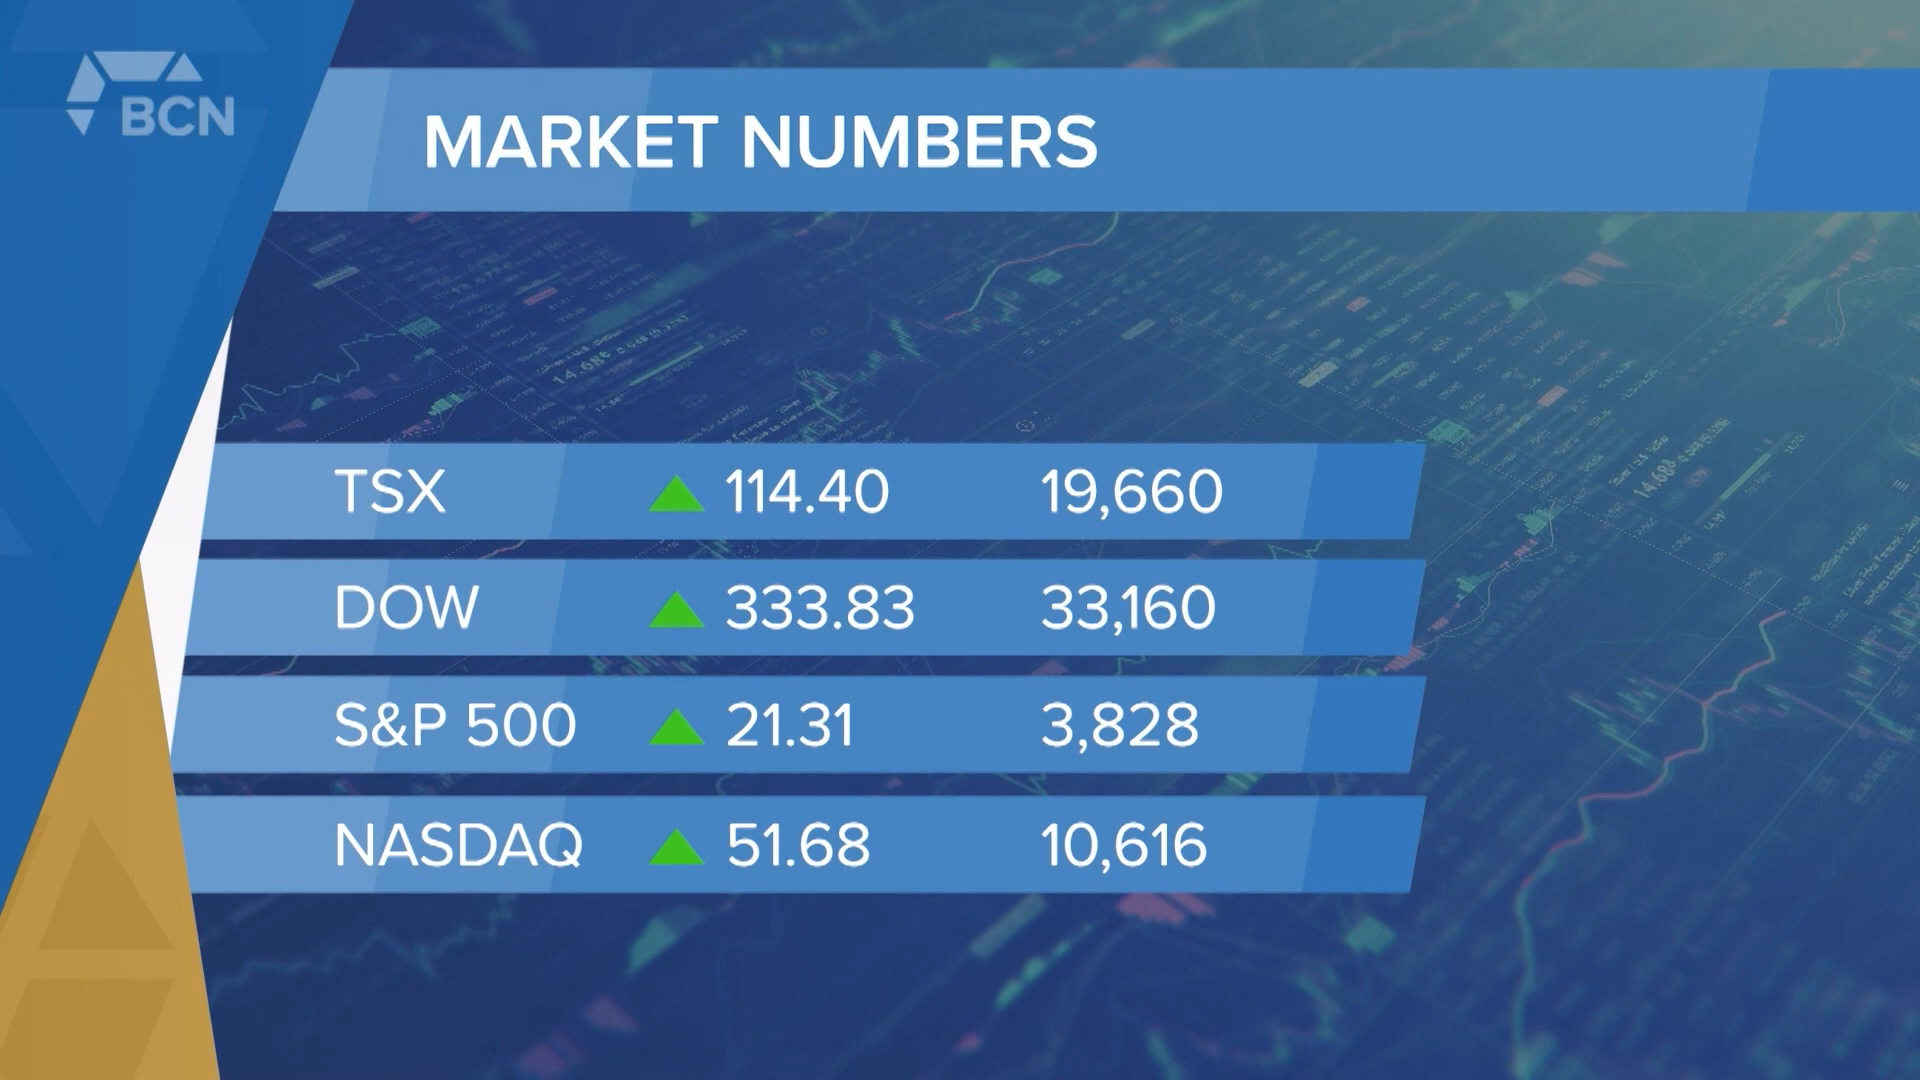 BCN
MARKET NUMBERS
TSX 114.40 19,660
DOW 333.83 33,160
S&P 500 21.31 3,828
NASDAQ 51.68 10,616